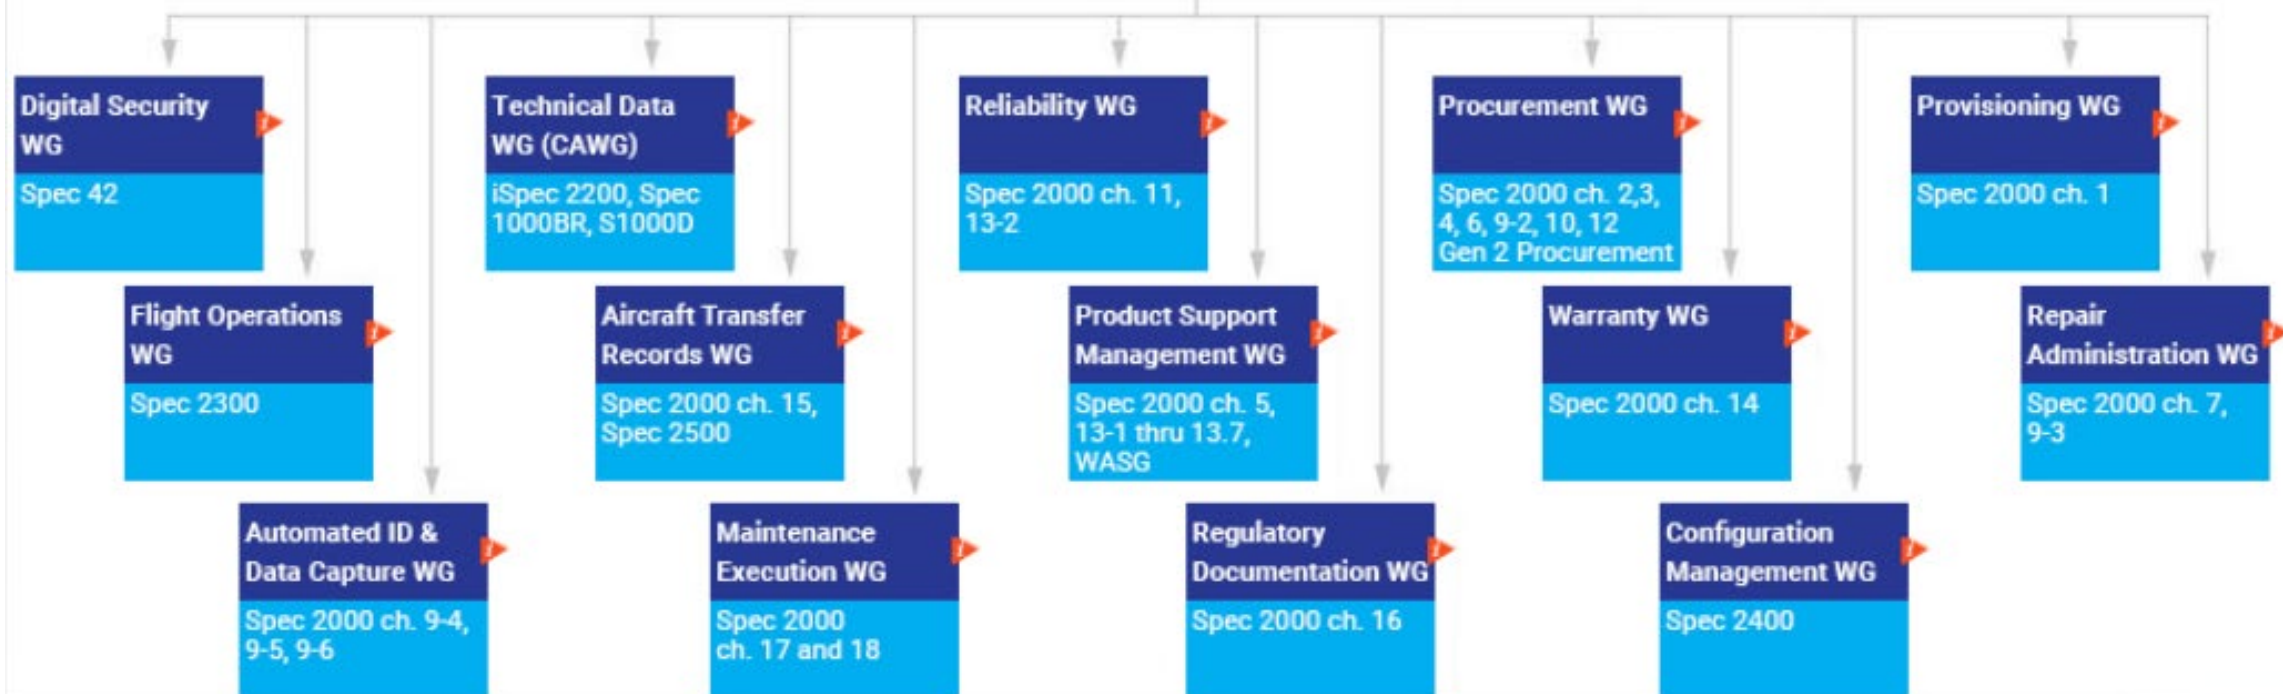 Digital Security
WG
Spec 42
Technical Data
WG (CAWG)
iSpec 2200, Spec
1000BR, S1000D
Reliability WG
Spec 2000 ch. 11,
13-2
Procurement WG
Spec 2000 ch. 2,3,
4, 6, 9-2, 10, 12
Gen 2 Procurement
Provisioning WG
Spec 2000 ch. 1
Flight Operations
WG
Spec 2300
Aircraft Transfer
Records WG
Spec 2000 ch. 15,
Spec 2500
Product Support
Management WG
Spec 2000 ch. 5,
13-1 thru 13.7,
WASG
Warranty WG
Spec 2000 ch. 14
Repair
Administration WG
Spec 2000 ch. 7,
9-3
Automated ID &
Data Capture WG
Spec 2000 ch. 9-4,
9-5, 9-6
Maintenance
Execution WG
Spec 2000
ch. 17 and 18
Regulatory
Documentation WG
Spec 2000 ch. 16
Configuration
Management WG
Spec 2400